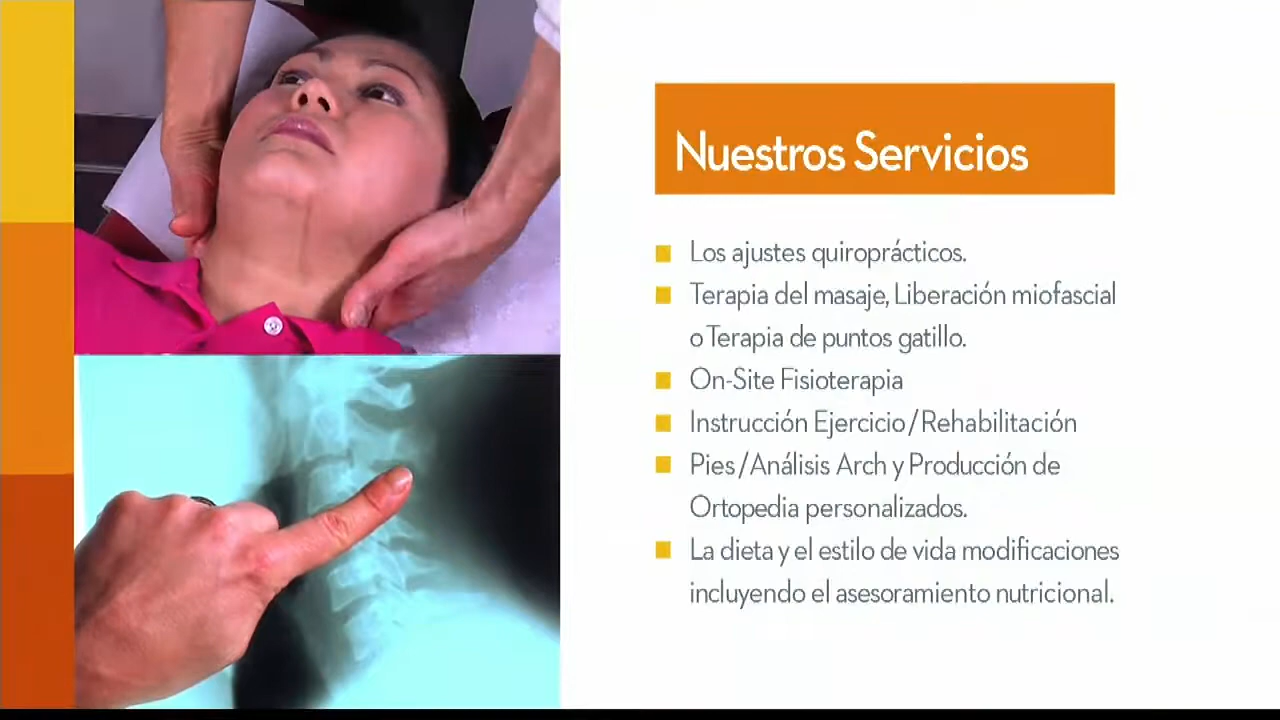 Nuestros Servicios
Los ajustes quiroprácticos.
Terapia del masaje, Liberación miofascial
o Terapia de puntos gatillo.
On-Site Fisioterapia
Instrucción Ejercicio/Rehabilitación
Pies/Análisis Arch y Producción de
Ortopedia personalizados.
La dieta y el estilo de vida modificaciones
incluyendo el asesoramiento nutricional.